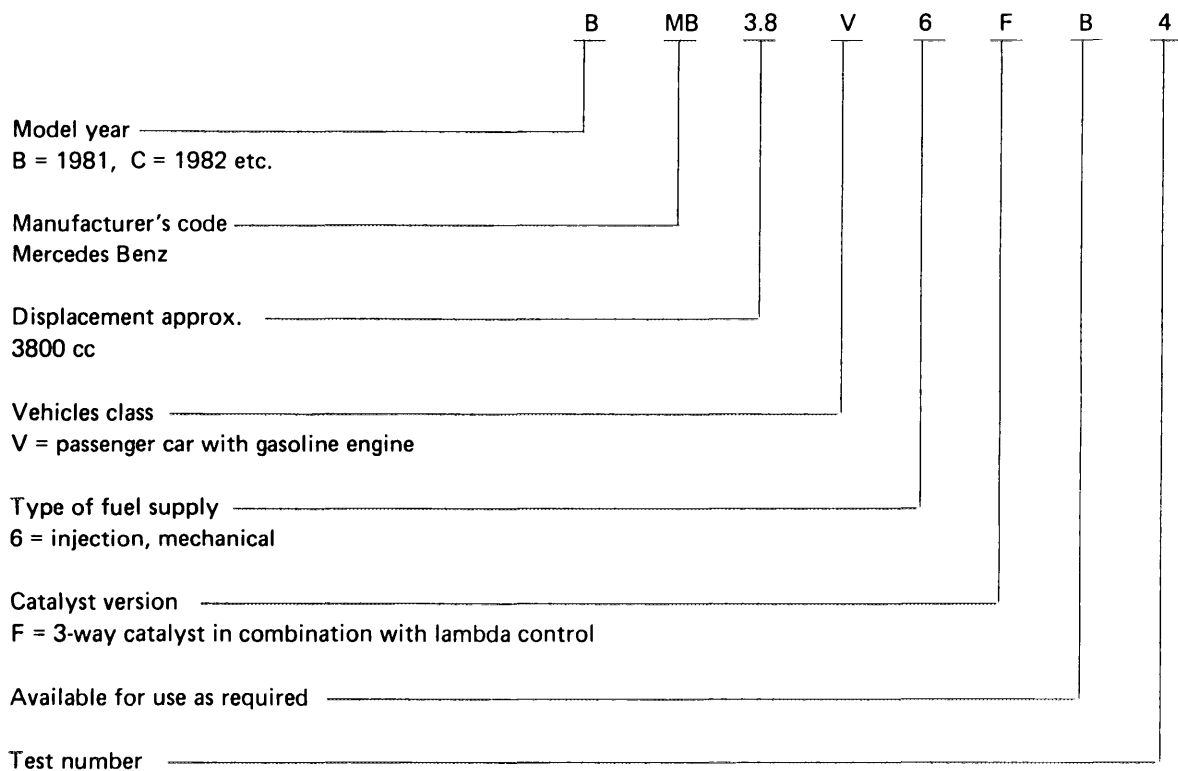 B MB 3.8 V 6 F B 4
Model year
B = 1981, C = 1982 etc.
Manufacturer's code
Mercedes Benz
Displacement approx.
3800 cc
Vehicles class
V = passenger car with gasoline engine
Type of fuel supply
6 = injection, mechanical
Catalyst version
F = 3-way catalyst in combination with lambda control
Available for use as required
Test number